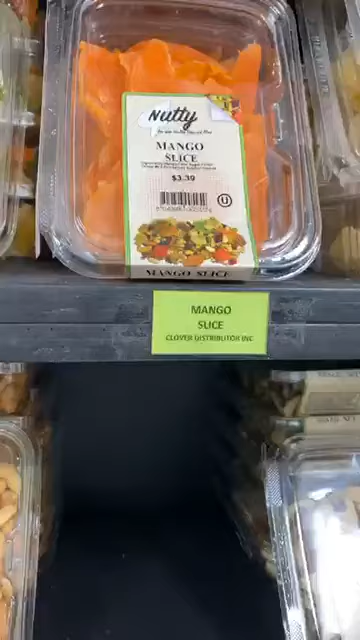 Nutty
MANGO
SLICE
$3.39
MANGO SLICE
MANGO
SLICE
CLOVER DISTRIBUTOR INC